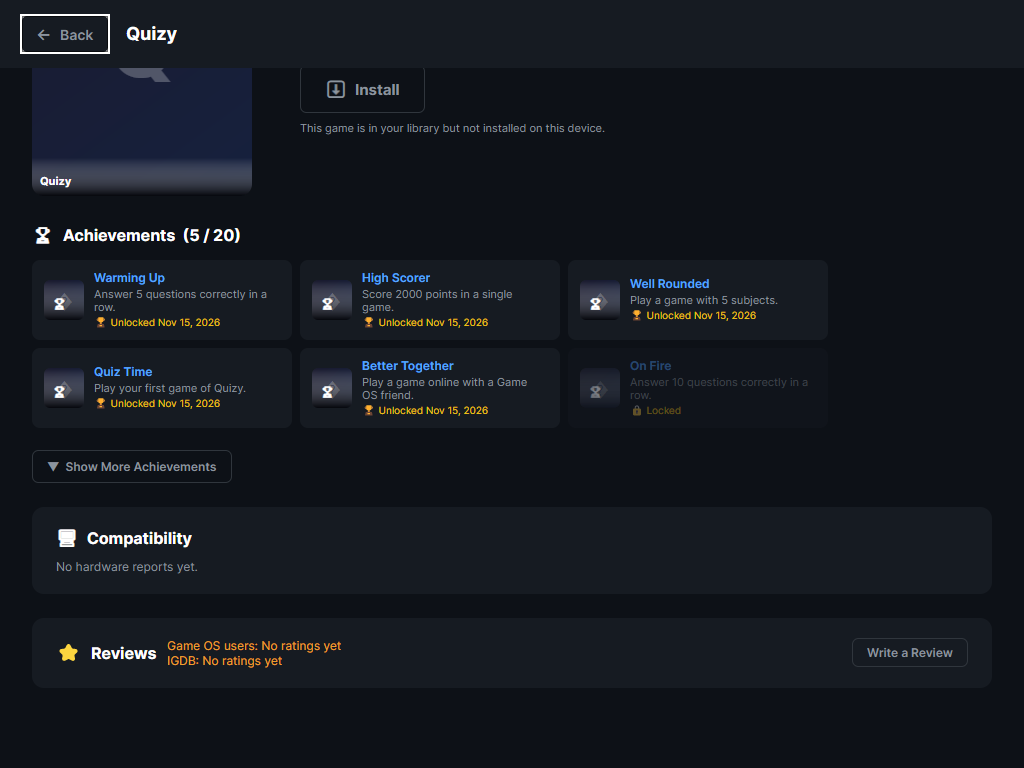 Back
Quizy
Install
This game is in your library but not installed on this device.
Quizy
Achievements (5 / 20)
Warming Up
Answer 5 questions correctly in a
row.
Unlocked Nov 15, 2026
High Scorer
Score 2000 points in a single
game.
Unlocked Nov 15, 2026
Well Rounded
Play a game with 5 subjects.
Unlocked Nov 15, 2026
Quiz Time
Play your first game of Quizy.
Unlocked Nov 15, 2026
Better Together
Play a game online with a Game
OS friend.
Unlocked Nov 15, 2026
On Fire
Answer 10 questions correctly in a
row.
Locked
Show More Achievements
Compatibility
No hardware reports yet.
Reviews
Game OS users: No ratings yet
IGDB: No ratings yet
Write a Review